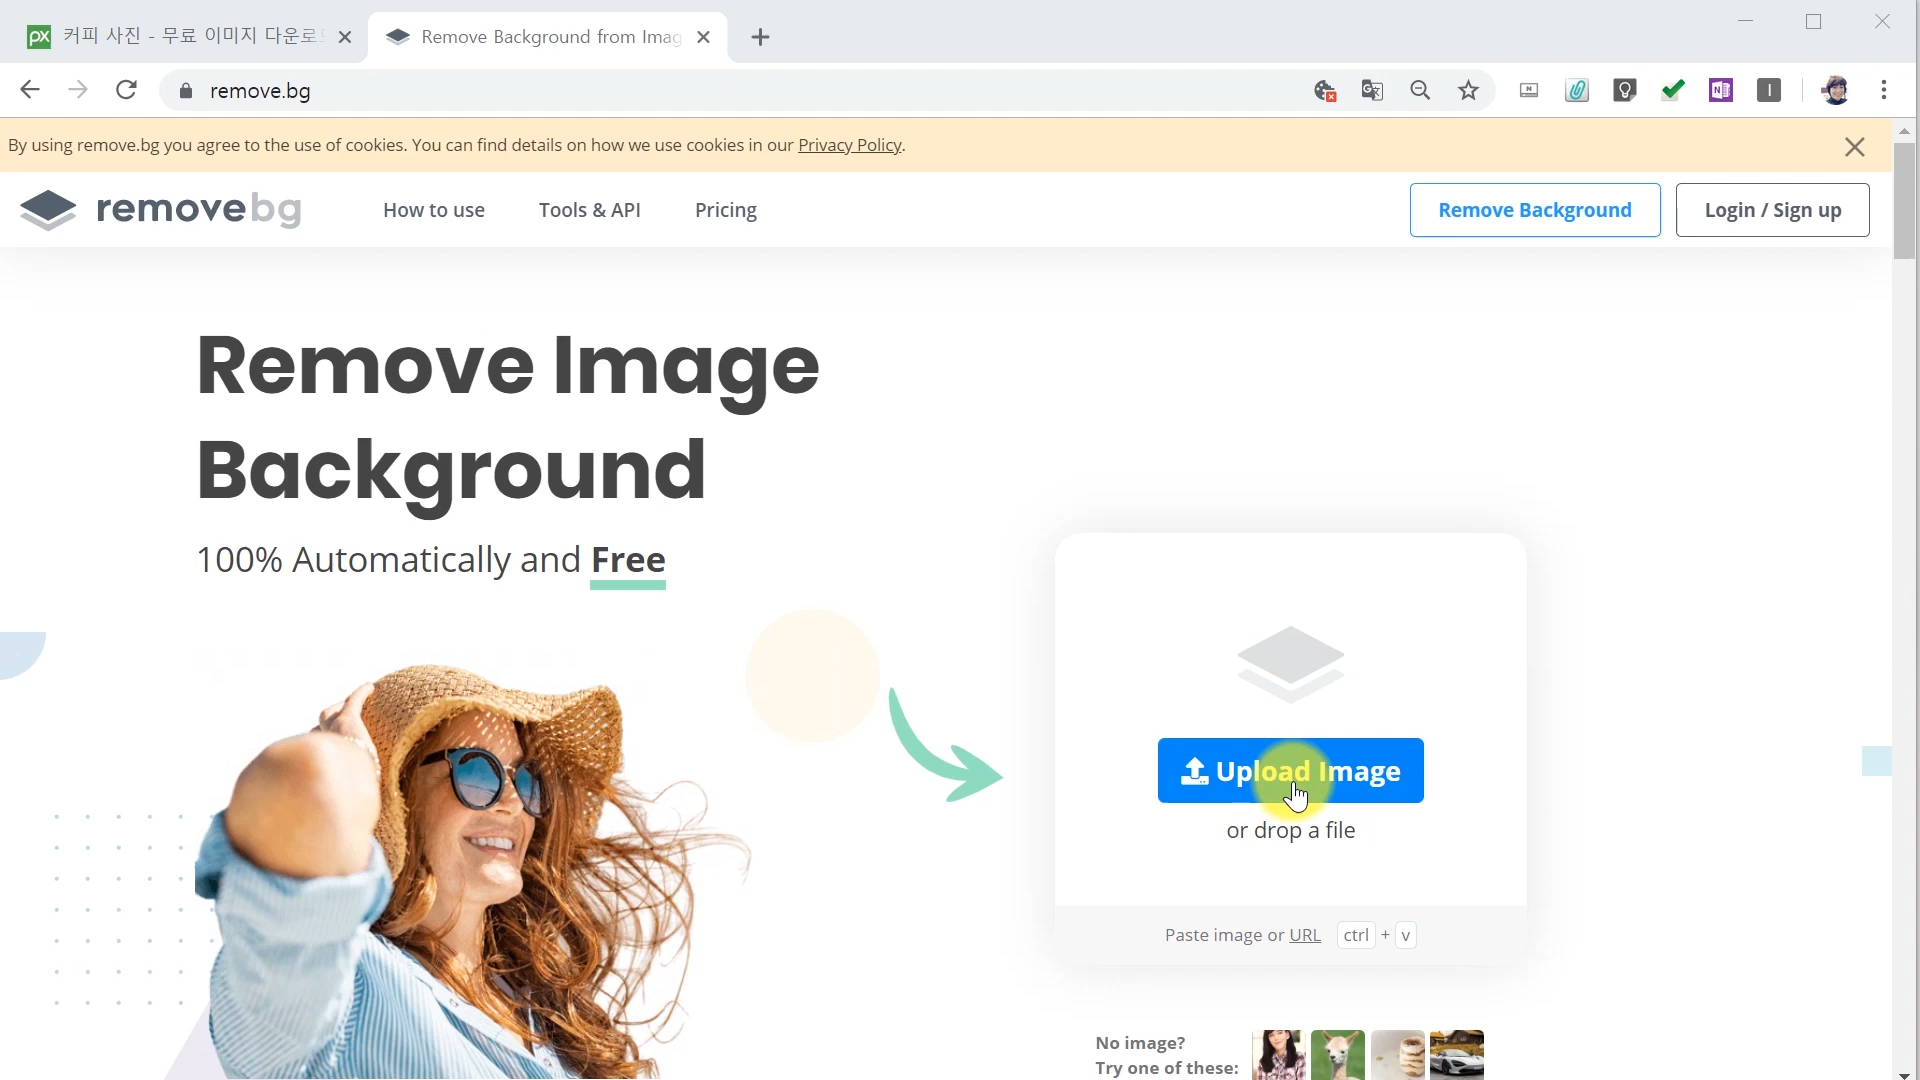 px 커피 사진 - 무료 이미지 다운로드
Remove Background from Imag
remove.bg
By using remove.bg you agree to the use of cookies. You can find details on how we use cookies in our Privacy Policy.
removebg
How to use
Tools & API
Pricing
Remove Background
Login / Sign up
Remove Image
Background
100% Automatically and Free
Upload Image
or drop a file
Paste image or URL ctrl + v
No image?
Try one of these: